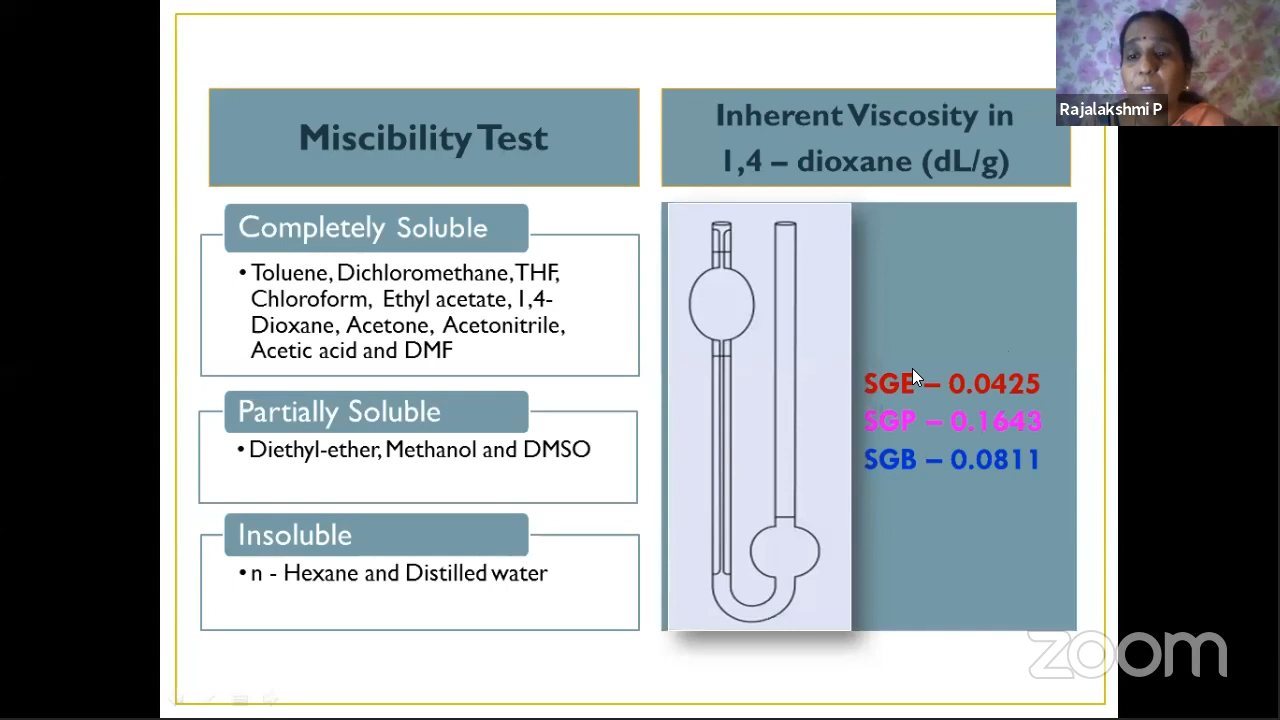 Miscibility Test
Completely Soluble
• Toluene, Dichloromethane, THF,
Chloroform, Ethyl acetate, 1,4-
Dioxane, Acetone, Acetonitrile,
Acetic acid and DMF
Partially Soluble
• Diethyl-ether, Methanol and DMSO
Insoluble
• n - Hexane and Distilled water
Inherent Viscosity in
1,4 – dioxane (dL/g)
SGE – 0.0425
SGP – 0.1643
SGB – 0.0811
Rajalakshmi P
zoom